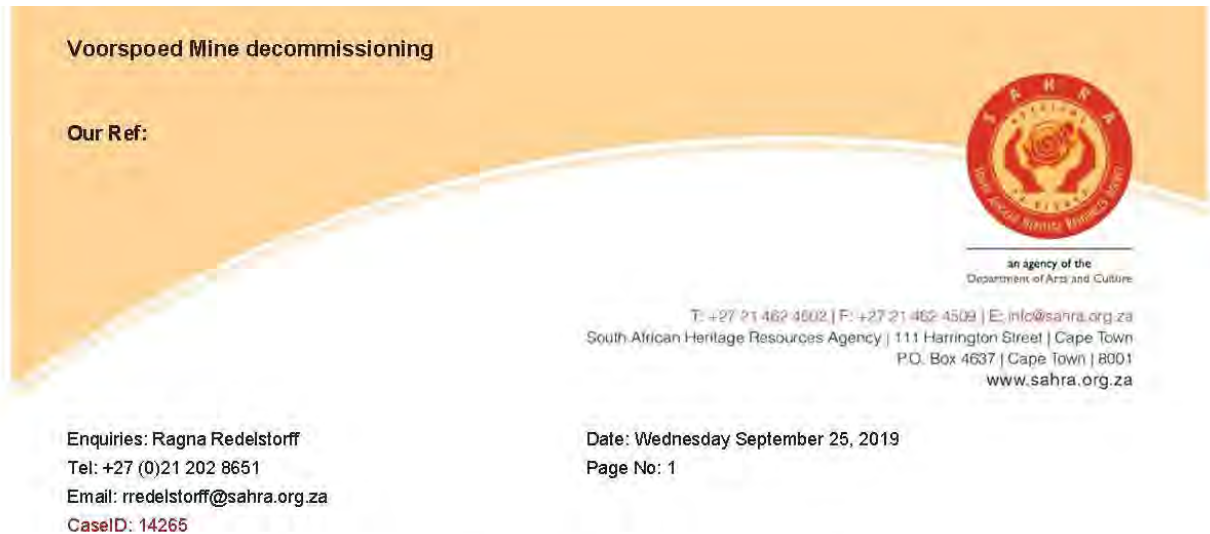 Voorspoed Mine decommissioning
Our Ref:
SAHRA
an agency of the
Department of Arts and Culture
T: +27 21 462 4502 | F: +27 21 462 4509 | E: info@sahra.org.za
South African Heritage Resources Agency | 111 Harrington Street | Cape Town
P.O. Box 4637 | Cape Town | 8001
www.sahra.org.za
Enquiries: Ragna Redelstorff
Tel: +27 (0)21 202 8651
Email: rredelstorff@sahra.org.za
CaseID: 14265
Date: Wednesday September 25, 2019
Page No: 1